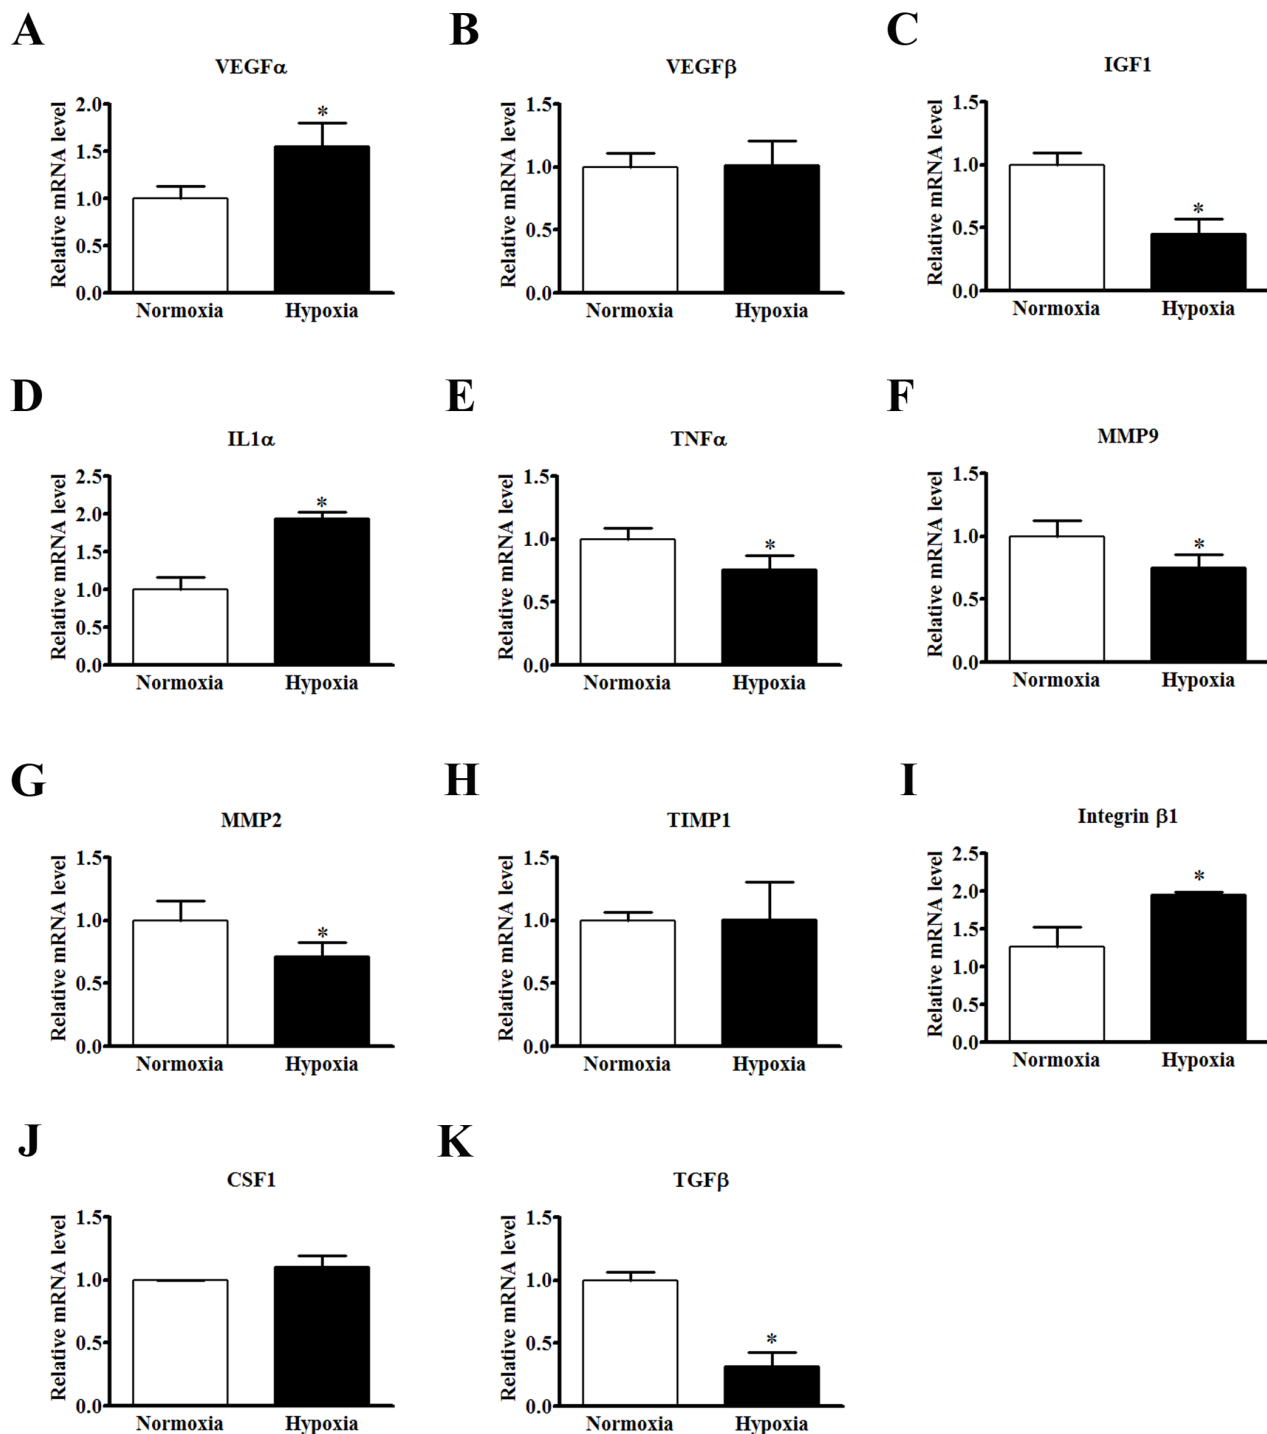 A
VEGFα
Relative mRNA level
2.0
1.5
1.0
0.5
0.0
*
Normoxia Hypoxia
B
VEGFβ
Relative mRNA level
1.5
1.0
0.5
0.0
Normoxia Hypoxia
C
IGF1
Relative mRNA level
1.5
1.0
0.5
0.0
*
Normoxia Hypoxia
D
IL1α
Relative mRNA level
2.5
2.0
1.5
1.0
0.5
0.0
*
Normoxia Hypoxia
E
TNFα
Relative mRNA level
1.5
1.0
0.5
0.0
*
Normoxia Hypoxia
F
MMP9
Relative mRNA level
1.5
1.0
0.5
0.0
*
Normoxia Hypoxia
G
MMP2
Relative mRNA level
1.5
1.0
0.5
0.0
*
Normoxia Hypoxia
H
TIMP1
Relative mRNA level
1.5
1.0
0.5
0.0
Normoxia Hypoxia
I
Integrin β1
Relative mRNA level
2.5
2.0
1.5
1.0
0.5
0.0
*
Normoxia Hypoxia
J
CSF1
Relative mRNA level
1.5
1.0
0.5
0.0
Normoxia Hypoxia
K
TGFβ
Relative mRNA level
1.5
1.0
0.5
0.0
*
Normoxia Hypoxia